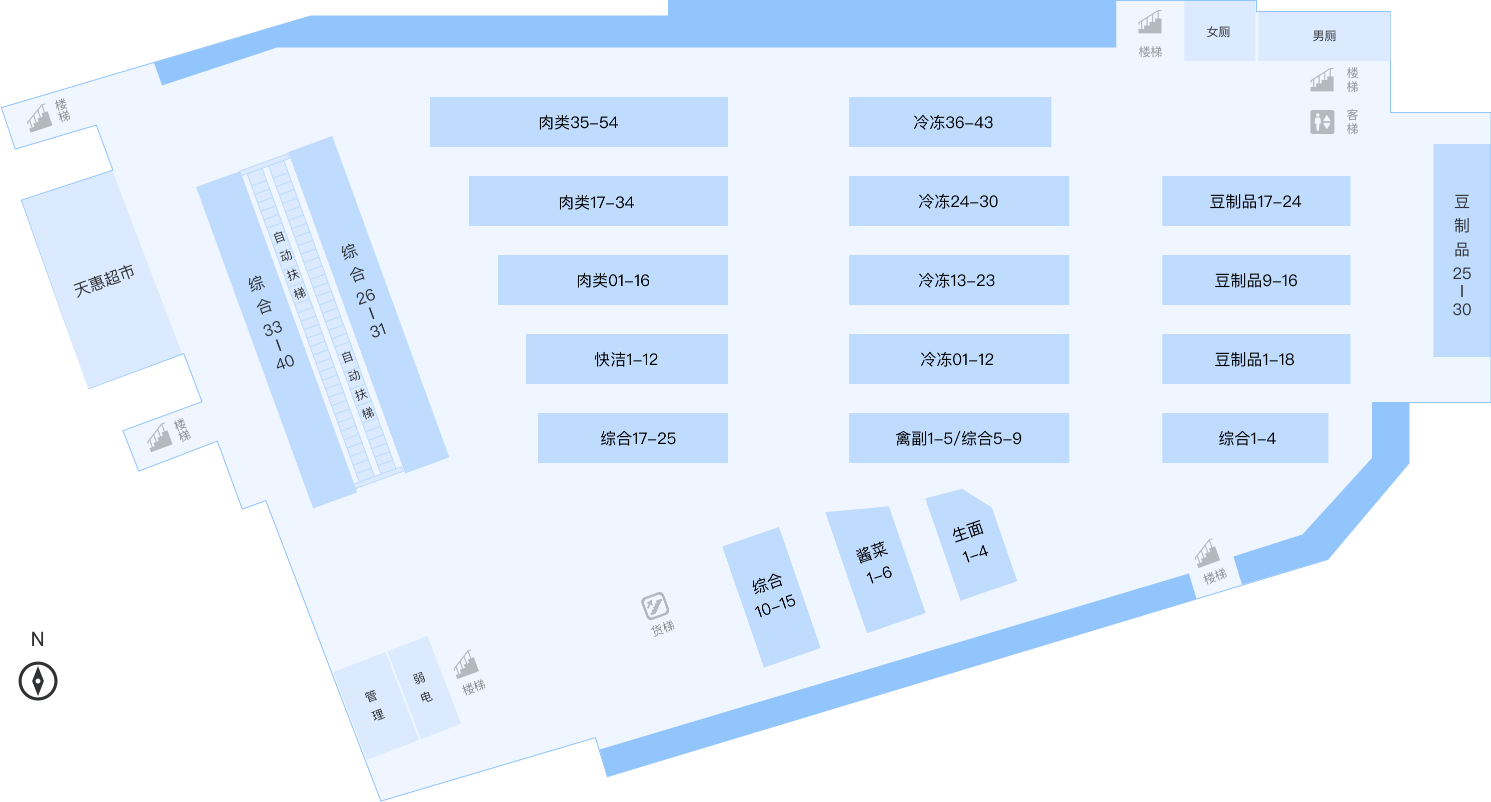 楼梯
女厕
男厕
楼梯
客梯
楼梯
肉类35-54
冷冻36-43
肉类17-34
冷冻24-30
豆制品17-24
豆制品25-30
天惠超市
综合33-40
自动扶梯
自动扶梯
综合26-31
肉类01-16
冷冻13-23
豆制品9-16
快洁1-12
冷冻01-12
豆制品1-18
综合17-25
禽副1-5/综合5-9
综合1-4
楼梯
综合
10-15
酱菜
1-6
生面
1-4
楼梯
货梯
N
管理
弱电
楼梯